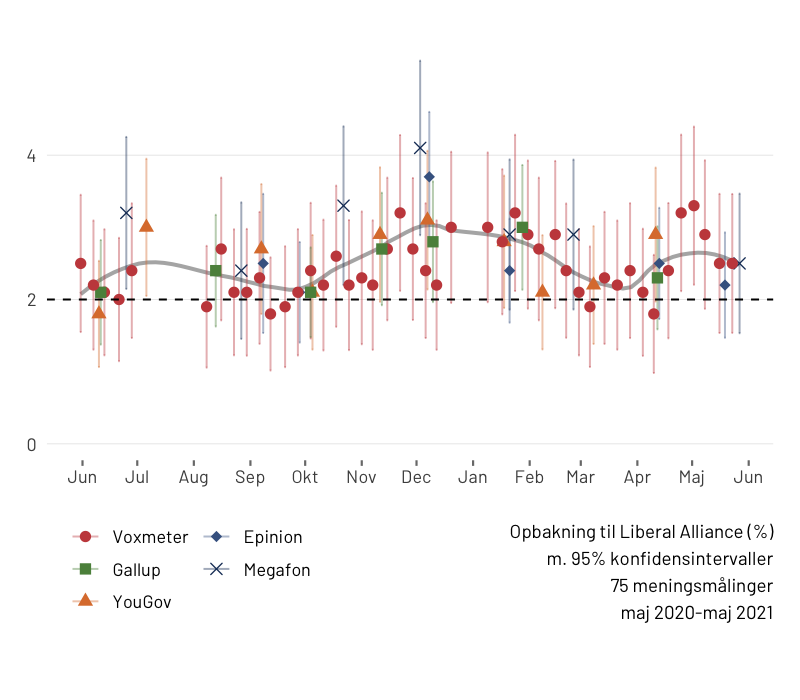 4
2
0
Jun Jul Aug Sep Okt Nov Dec Jan Feb Mar Apr Maj Jun
Voxmeter Epinion
Gallup Megafon
YouGov
Opbakning til Liberal Alliance (%)
m. 95% konfidensintervaller
75 meningsmålinger
maj 2020-maj 2021